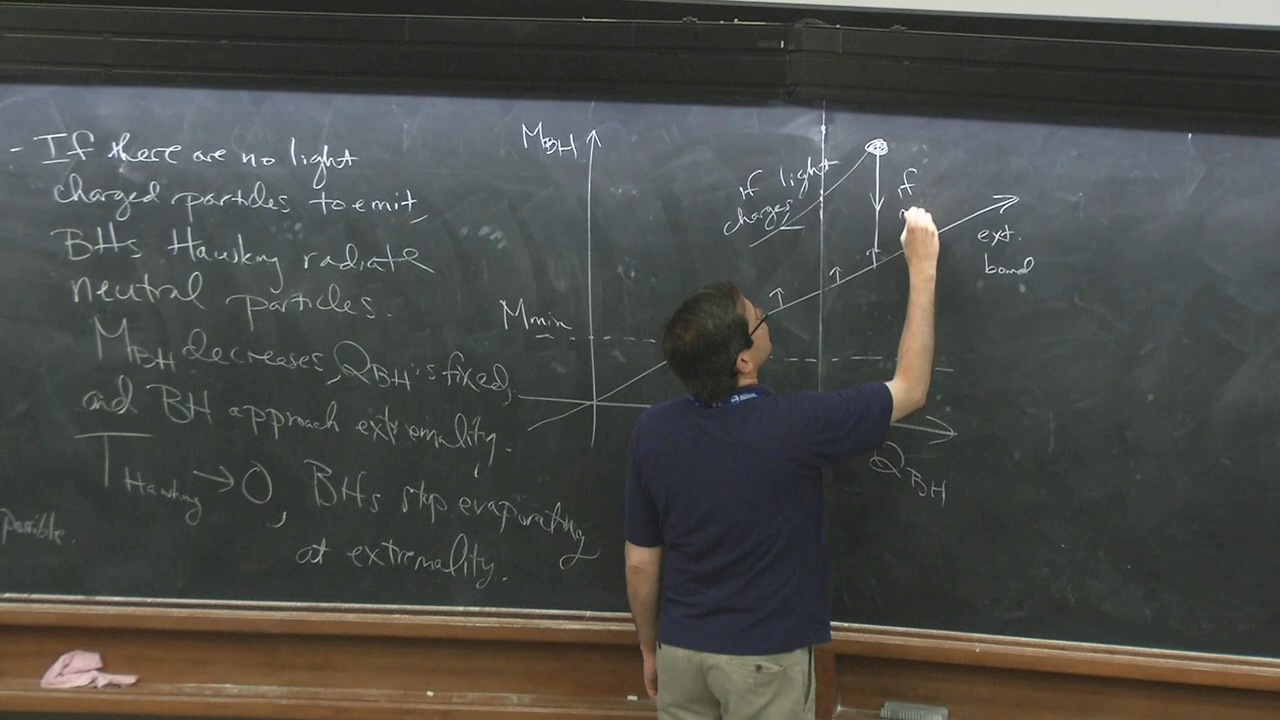 - If there are no light
charged particles to emit,
BHs Hawking radiate
neutral particles.
M_BH decreases, Q_BH is fixed,
and BH approach extremality.
T_Hawking → 0, BHs stop evaporating
at extremality.
possible.
M_BH
M_min
if light
charges
if
ext.
bound
Q_BH